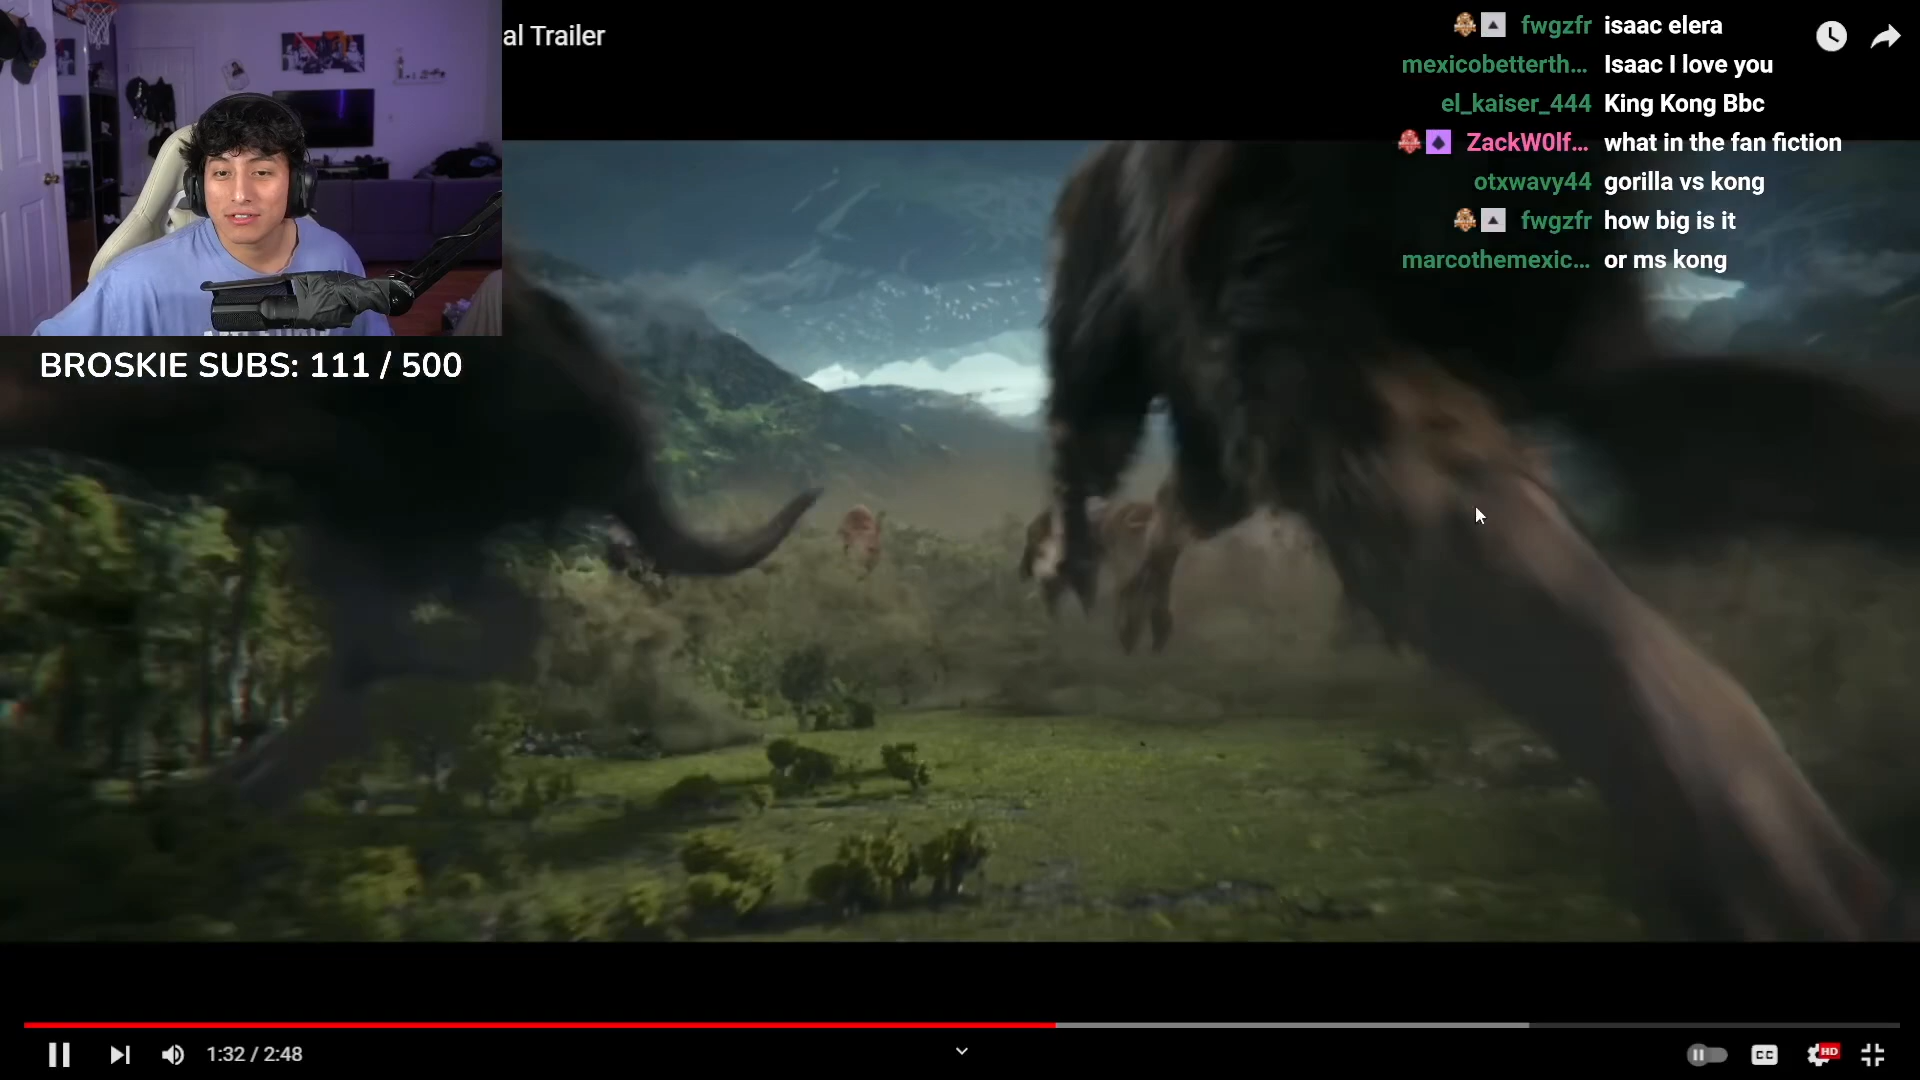 al Trailer
fwgzfr isaac elera
mexicobetterth... Isaac I love you
el_kaiser_444 King Kong Bbc
ZackW0lf... what in the fan fiction
otxwavy44 gorilla vs kong
fwgzfr how big is it
marcothemexic... or ms kong
BROSKIE SUBS: 111 / 500
1:32 / 2:48
CC
HD